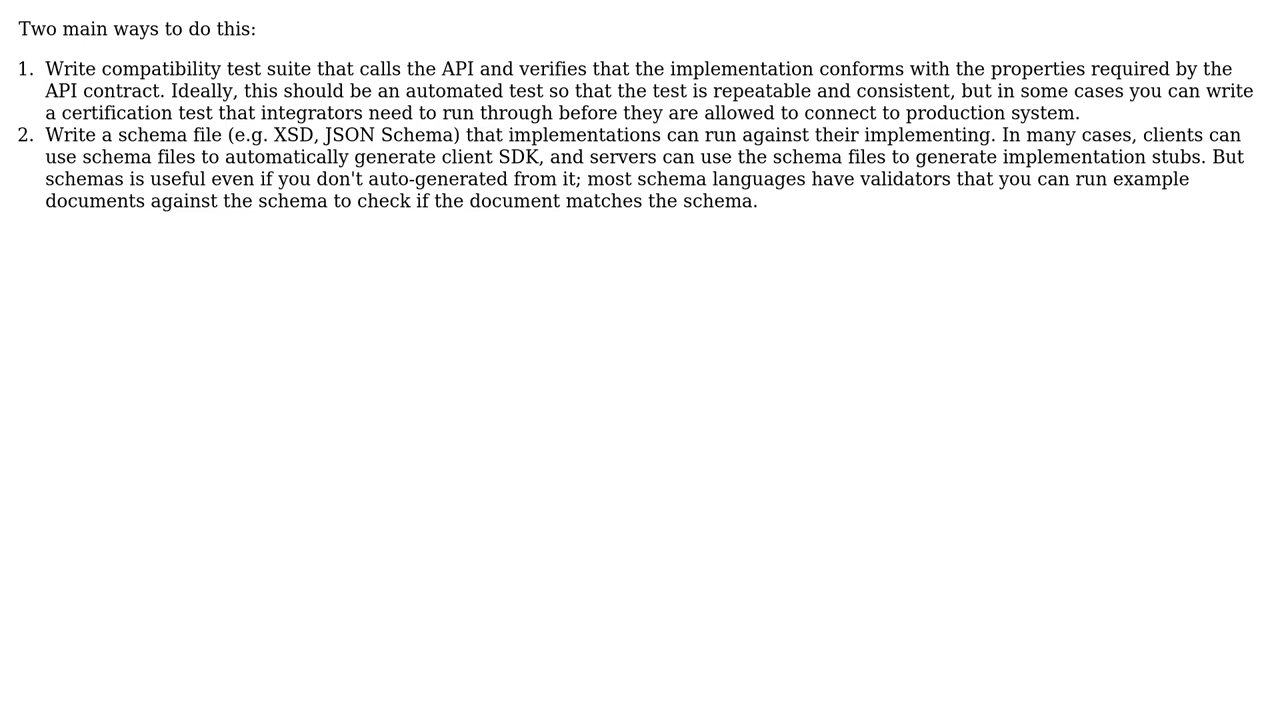 Two main ways to do this:
1. Write compatibility test suite that calls the API and verifies that the implementation conforms with the properties required by the
API contract. Ideally, this should be an automated test so that the test is repeatable and consistent, but in some cases you can write
a certification test that integrators need to run through before they are allowed to connect to production system.
2. Write a schema file (e.g. XSD, JSON Schema) that implementations can run against their implementing. In many cases, clients can
use schema files to automatically generate client SDK, and servers can use the schema files to generate implementation stubs. But
schemas is useful even if you don't auto-generated from it; most schema languages have validators that you can run example
documents against the schema to check if the document matches the schema.